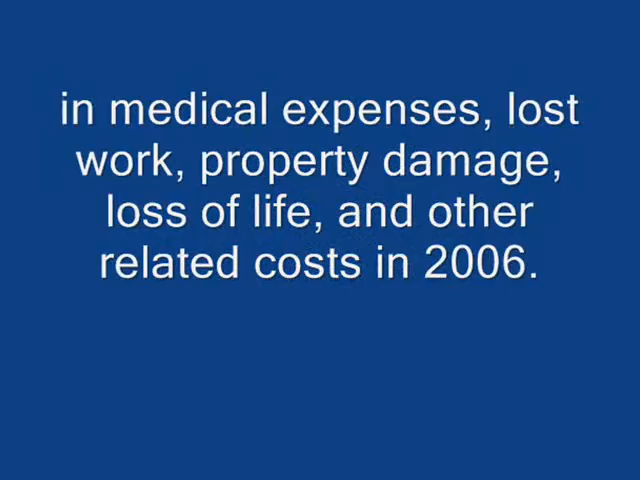 in medical expenses, lost
work, property damage,
loss of life, and other
related costs in 2006.